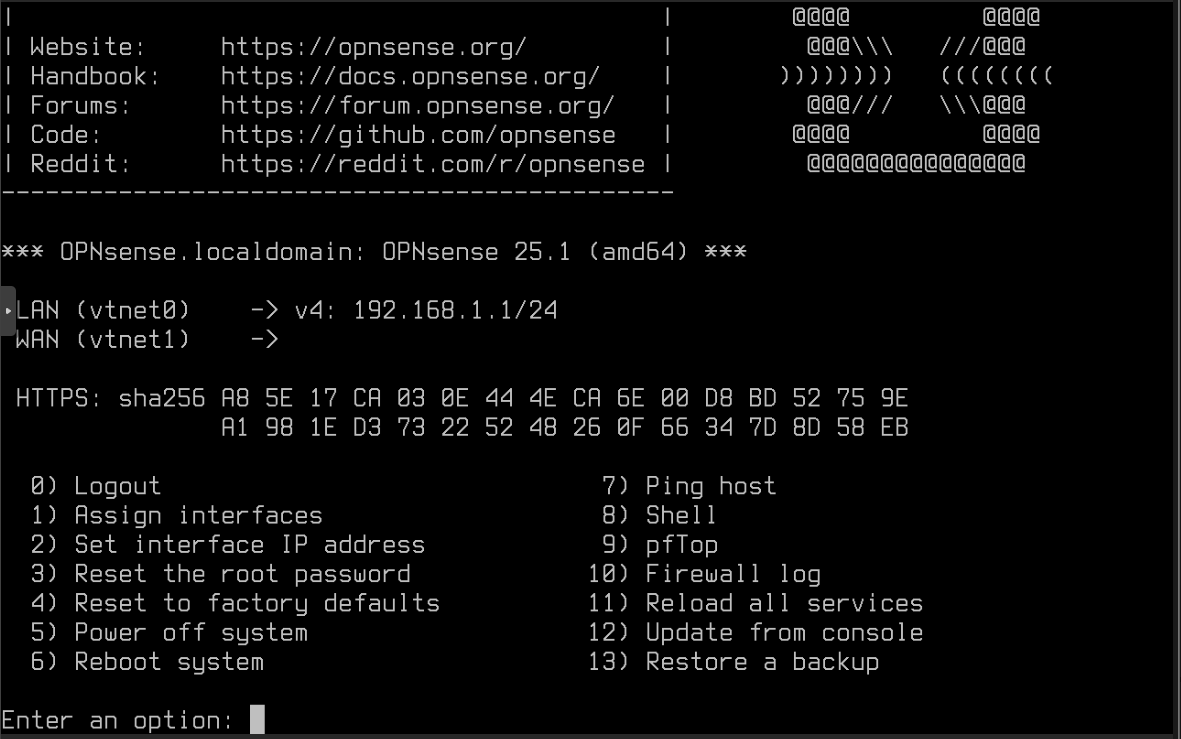 |                                             |        @@@@         @@@@
| Website:     https://opnsense.org/          |         @@@\\\   ///@@@
| Handbook:    https://docs.opnsense.org/     |       ))))))))   ((((((((
| Forums:      https://forum.opnsense.org/    |         @@@///   \\\@@@
| Code:        https://github.com/opnsense    |        @@@@         @@@@
| Reddit:      https://reddit.com/r/opnsense  |         @@@@@@@@@@@@@@@
----------------------------------------------

*** OPNsense.localdomain: OPNsense 25.1 (amd64) ***

 LAN (vtnet0)    -> v4: 192.168.1.1/24
 WAN (vtnet1)    ->

 HTTPS: sha256 A8 5E 17 CA 03 0E 44 4E CA 6E 00 D8 BD 52 75 9E
               A1 98 1E D3 73 22 52 48 26 0F 66 34 7D 8D 58 EB

  0) Logout                              7) Ping host
  1) Assign interfaces                   8) Shell
  2) Set interface IP address            9) pfTop
  3) Reset the root password            10) Firewall log
  4) Reset to factory defaults          11) Reload all services
  5) Power off system                   12) Update from console
  6) Reboot system                      13) Restore a backup

Enter an option: